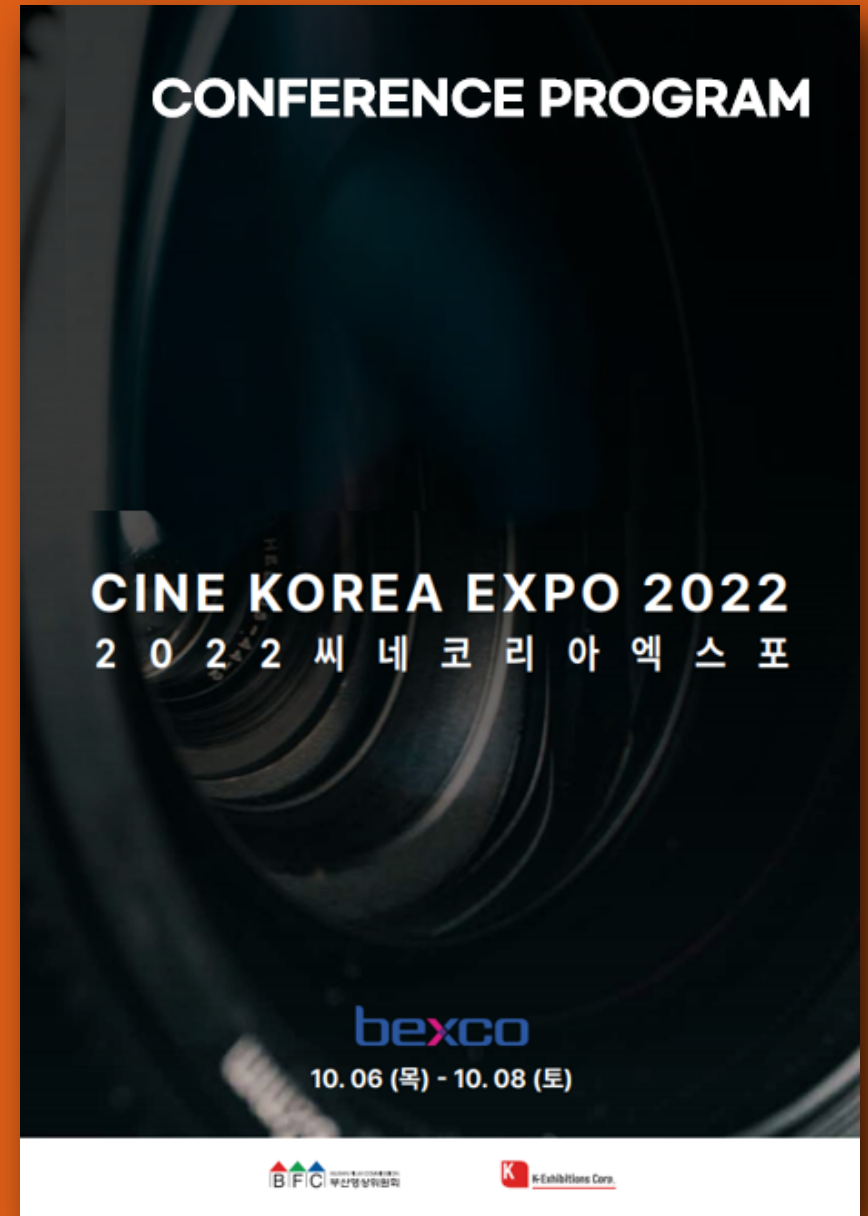 CONFERENCE PROGRAM
CINE KOREA EXPO 2022
2022씨네코리아엑스포
bexco
10. 06 (목) - 10. 08 (토)
BFC
부산영상위원회
K
K-Exhibitions Corp.